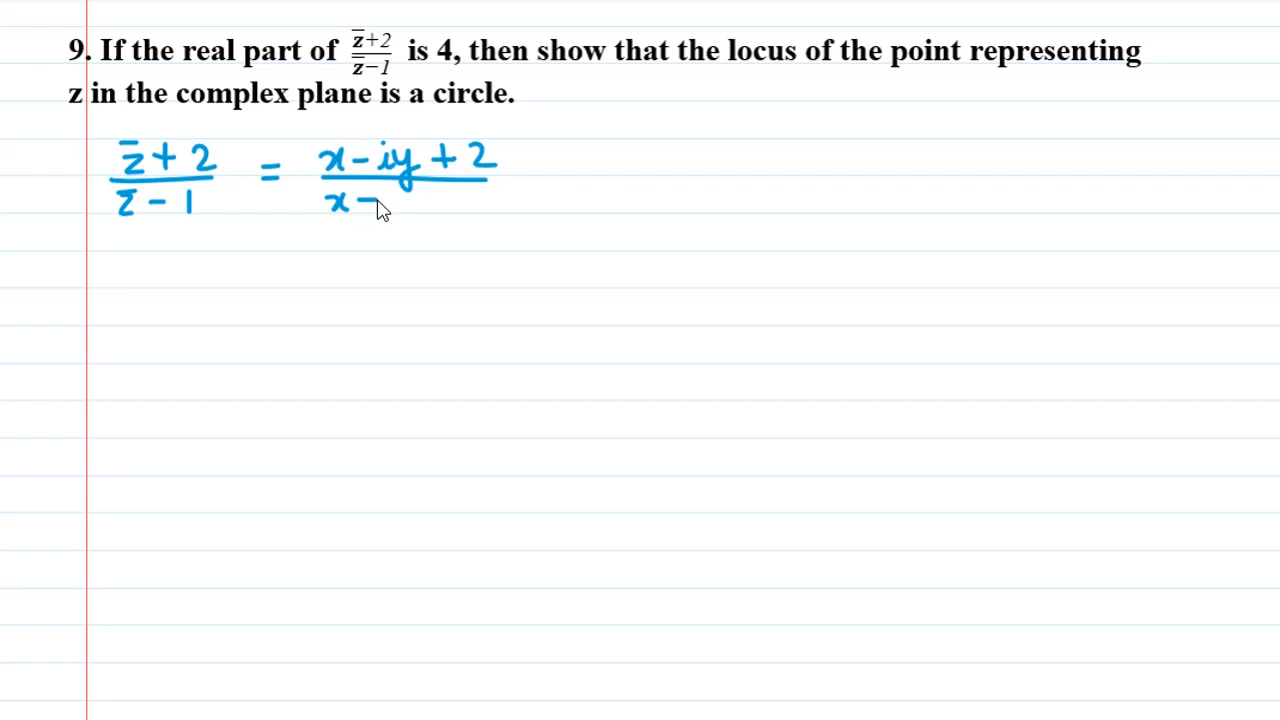 9. If the real part of z̅+2/z̅−1 is 4, then show that the locus of the point representing
z in the complex plane is a circle.
z̅ + 2 / z̅ - 1 = x - iy + 2 / x -